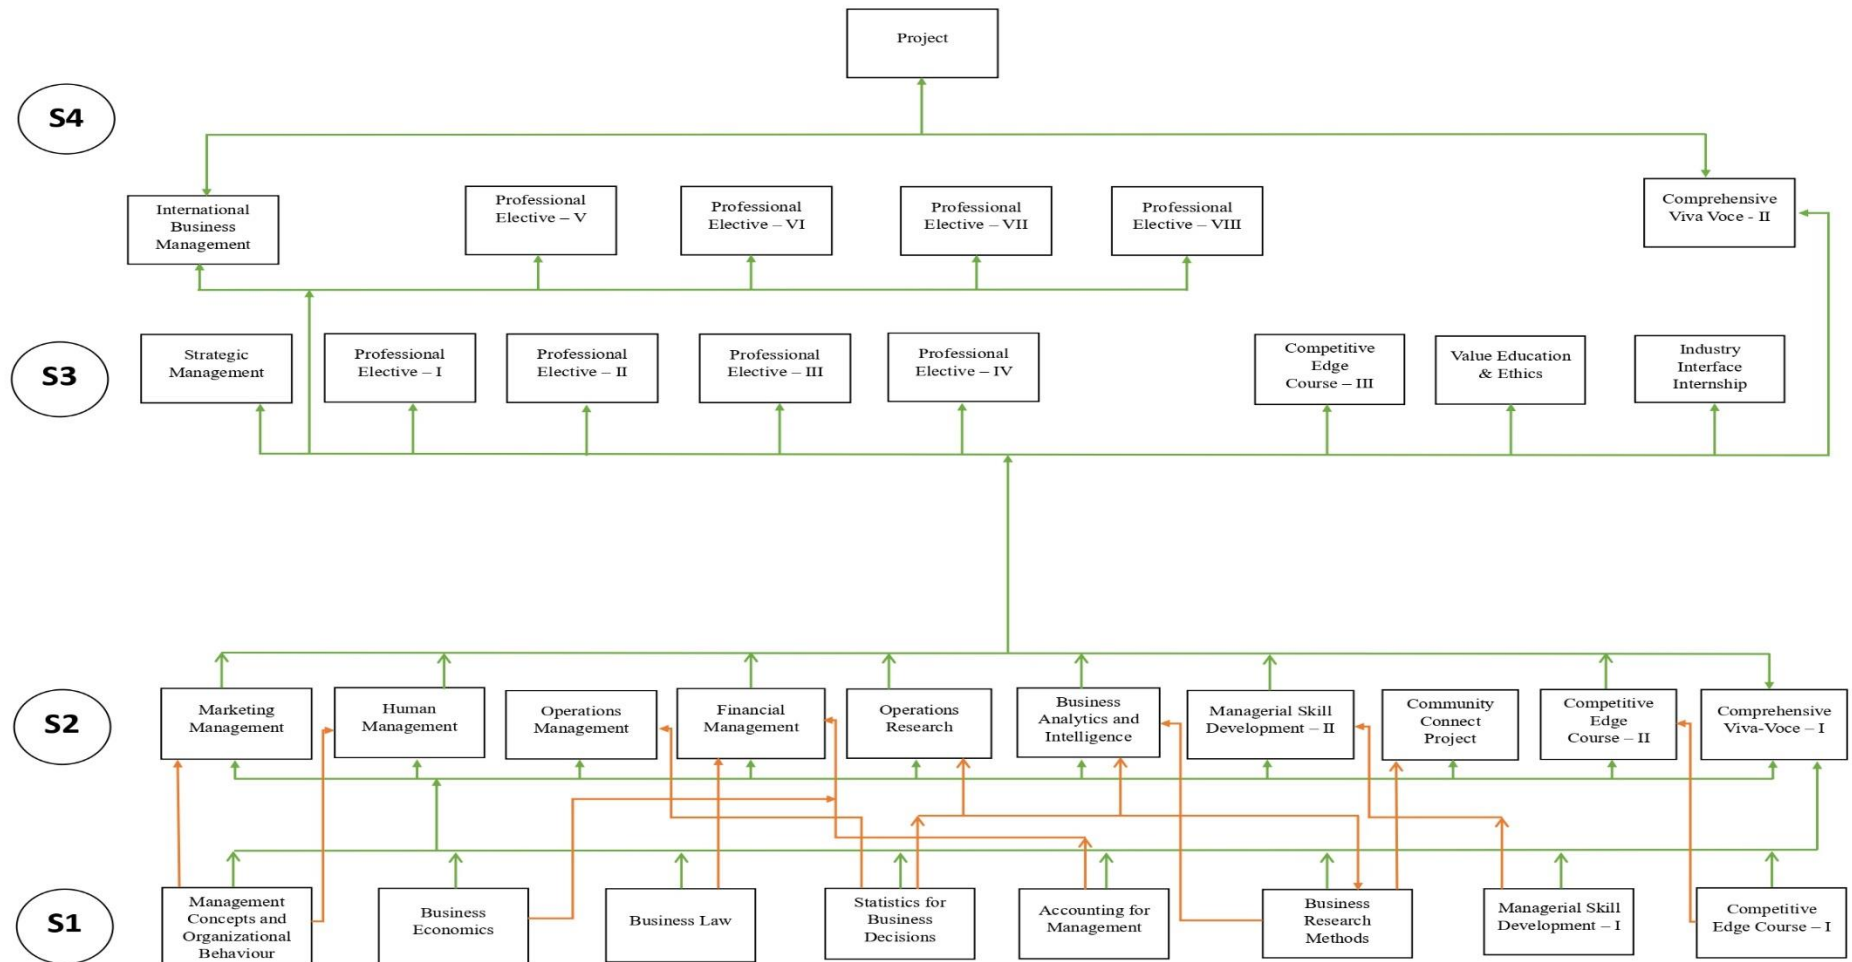 Project
S4
International
Business
Management
Professional
Elective – V
Professional
Elective – VI
Professional
Elective – VII
Professional
Elective – VIII
Comprehensive
Viva Voce - II
S3
Strategic
Management
Professional
Elective – I
Professional
Elective – II
Professional
Elective – III
Professional
Elective – IV
Competitive
Edge
Course – III
Value Education
& Ethics
Industry
Interface
Internship
S2
Marketing
Management
Human
Management
Operations
Management
Financial
Management
Operations
Research
Business
Analytics and
Intelligence
Managerial Skill
Development – II
Community
Connect
Project
Competitive
Edge
Course – II
Comprehensive
Viva-Voce – I
S1
Management
Concepts and
Organizational
Behaviour
Business
Economics
Business Law
Statistics for
Business
Decisions
Accounting for
Management
Business
Research
Methods
Managerial Skill
Development – I
Competitive
Edge Course – I